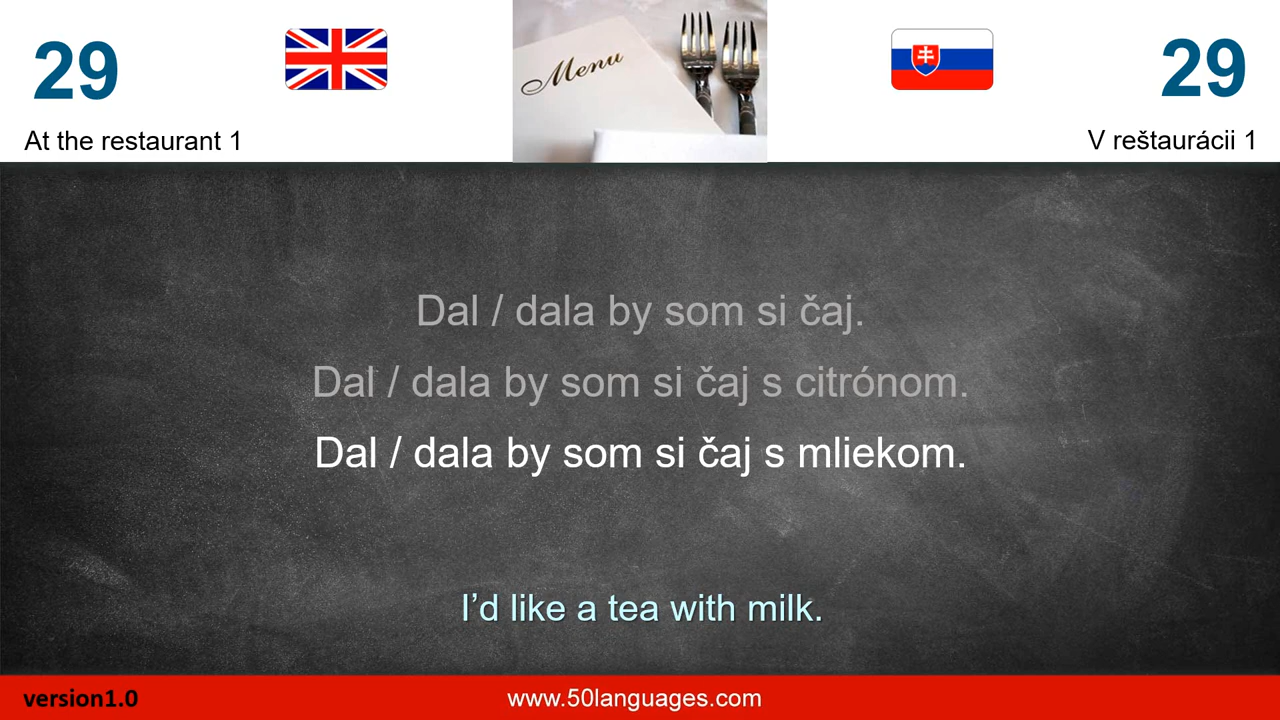 29
29
At the restaurant 1
Menu
V reštaurácii 1
Dal / dala by som si čaj.
Dal / dala by som si čaj s citrónom.
Dal / dala by som si čaj s mliekom.
I’d like a tea with milk.
version1.0
www.50languages.com